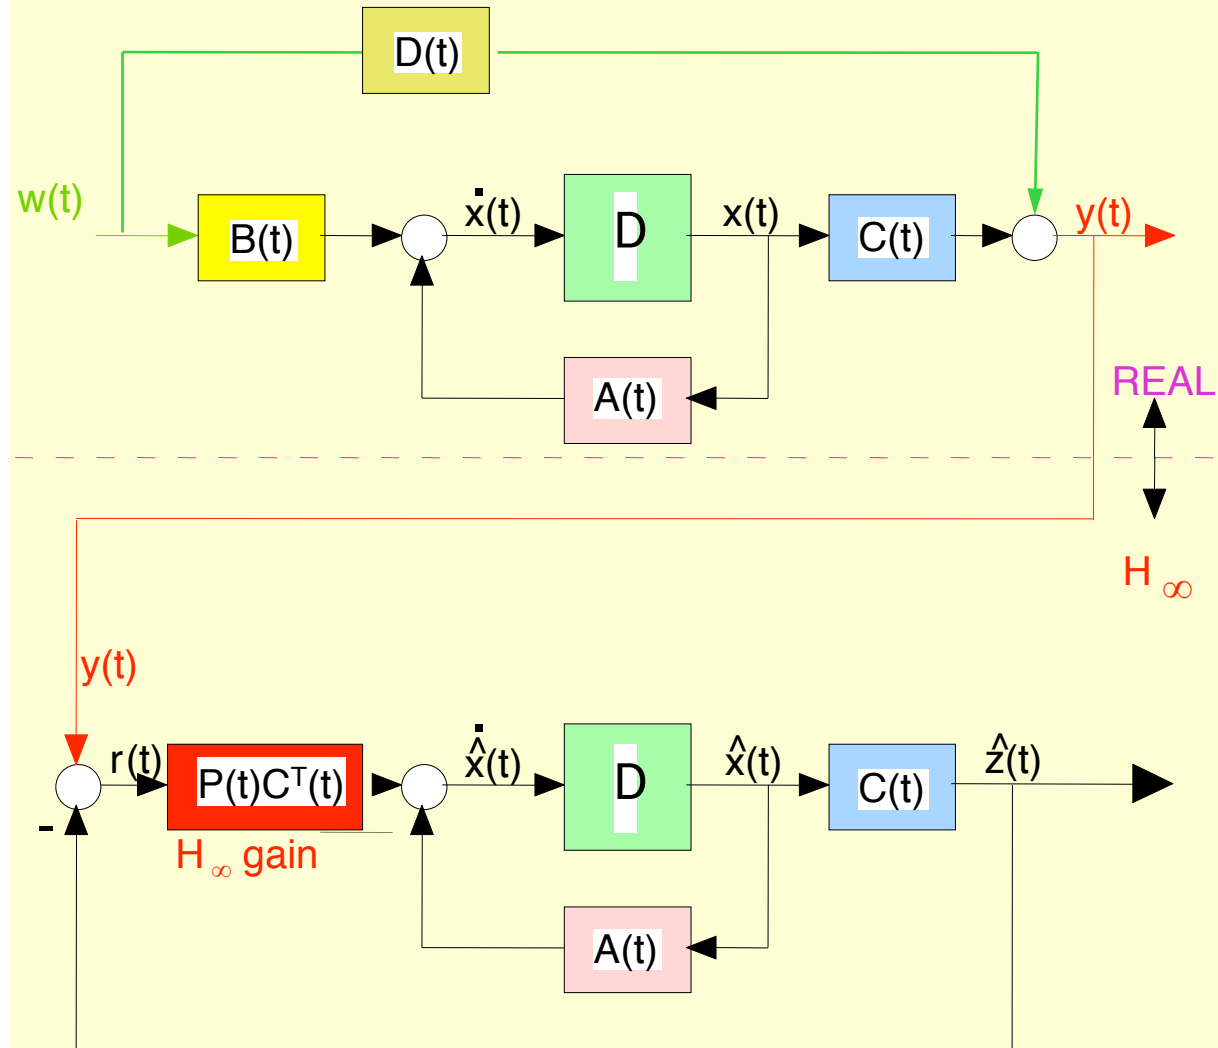 D(t)
w(t)
B(t)
ẋ(t)
D
x(t)
C(t)
y(t)
A(t)
REAL
H ∞
y(t)
r(t)
P(t)Cᵀ(t)
-
H ∞ gain
x̂̇(t)
D
x̂(t)
C(t)
ẑ(t)
A(t)